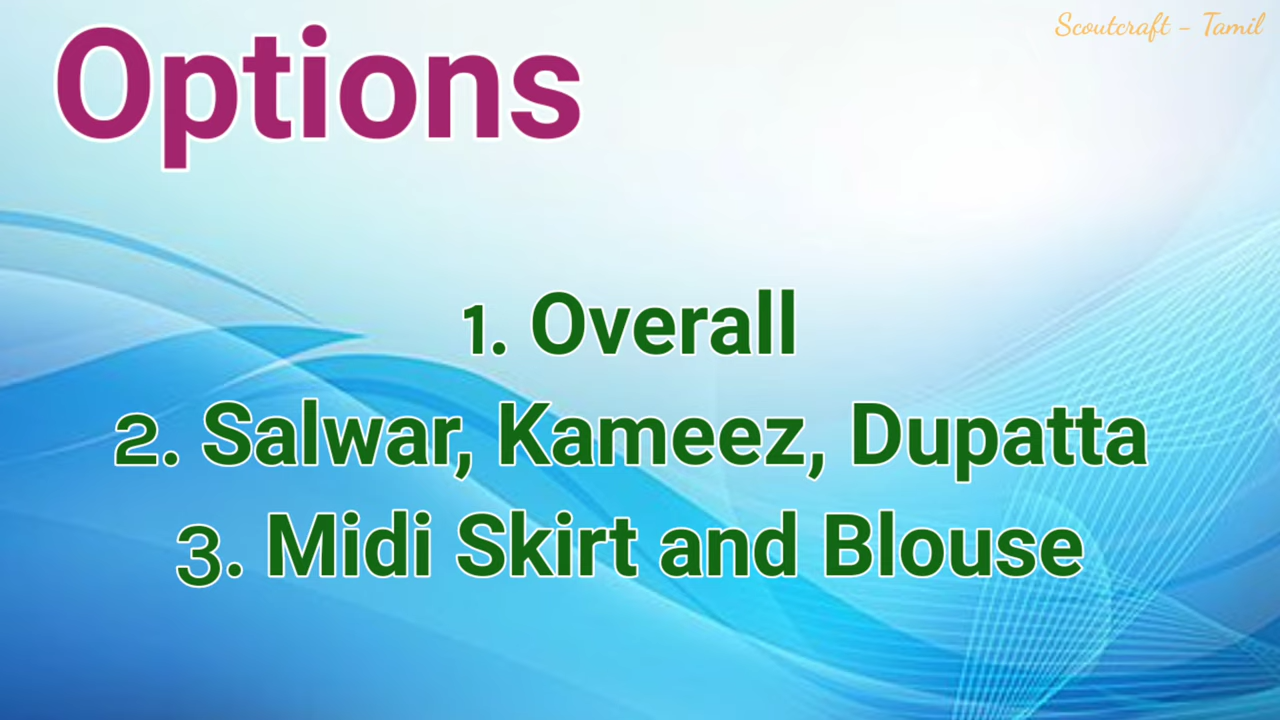 Scoutcraft - Tamil
Options
1. Overall
2. Salwar, Kameez, Dupatta
3. Midi Skirt and Blouse